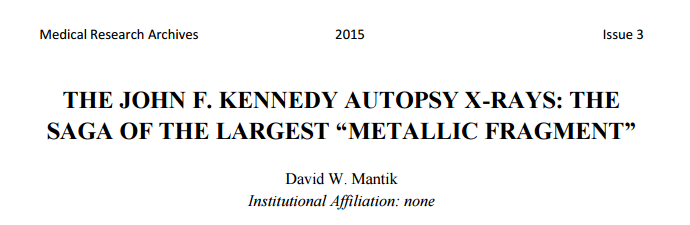 Medical Research Archives 2015 Issue 3
THE JOHN F. KENNEDY AUTOPSY X-RAYS: THE
SAGA OF THE LARGEST “METALLIC FRAGMENT”
David W. Mantik
Institutional Affiliation: none